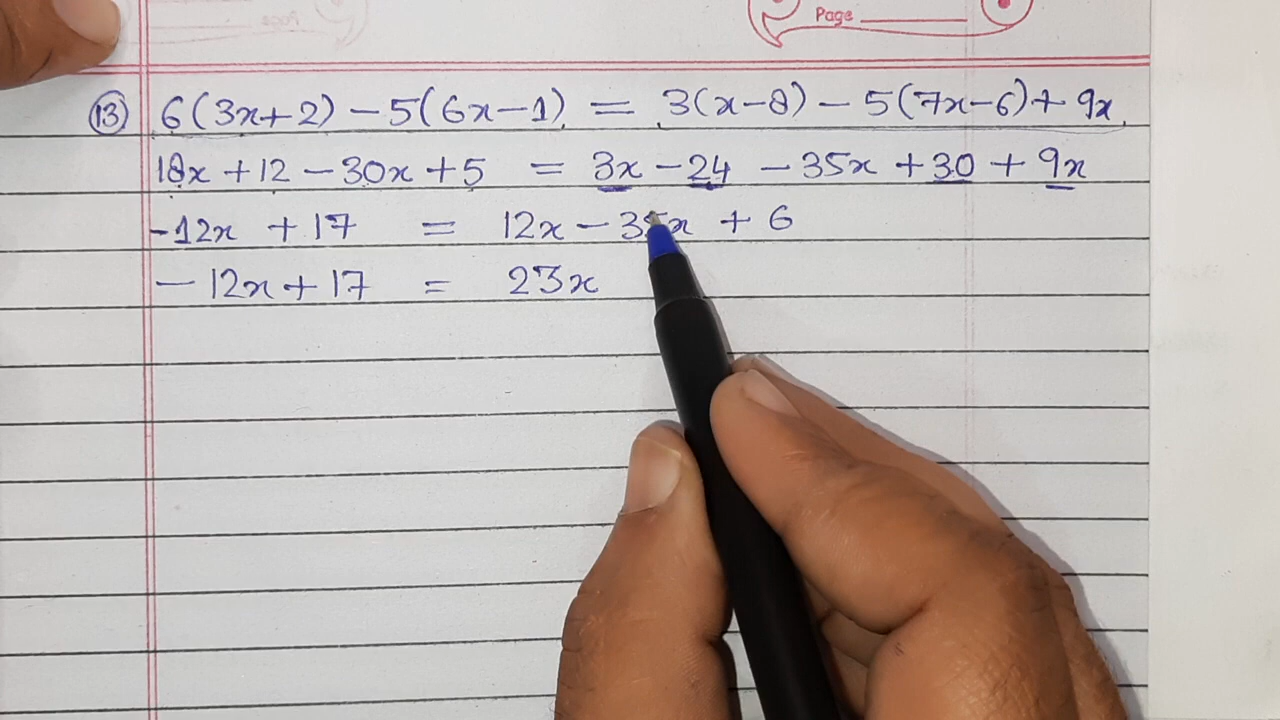 Page
⑬ 6(3x+2) - 5(6x-1) = 3(x-8) - 5(7x-6) + 9x
18x + 12 - 30x + 5 = 3x - 24 - 35x + 30 + 9x
-12x + 17 = 12x - 35x + 6
- 12x + 17 = 23x